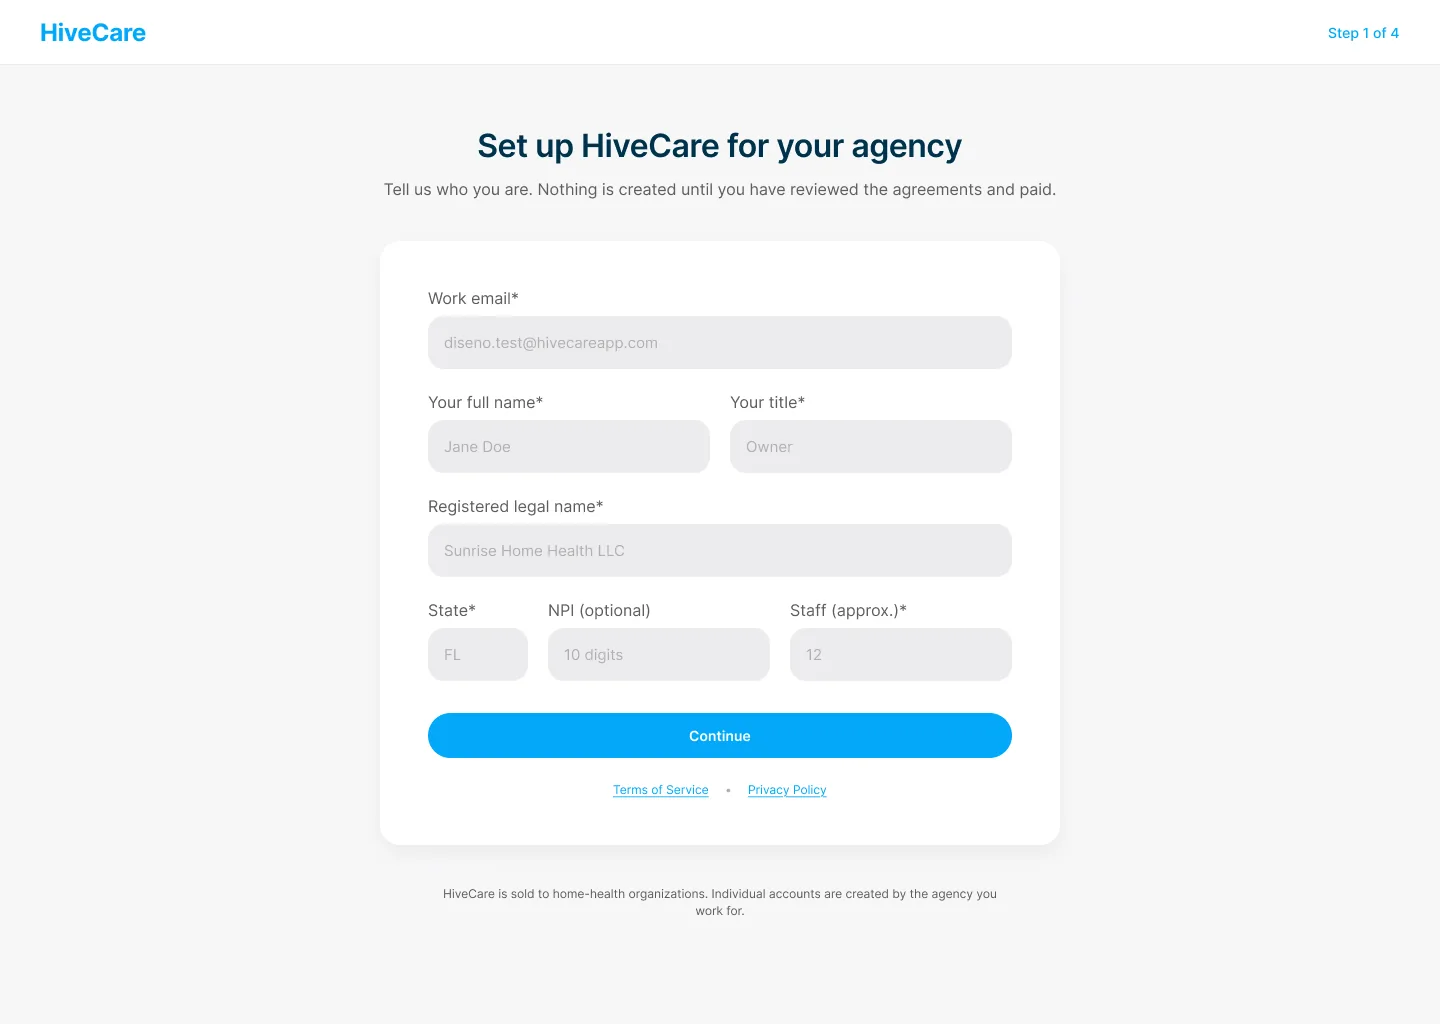 HiveCare
Step 1 of 4
Set up HiveCare for your agency
Tell us who you are. Nothing is created until you have reviewed the agreements and paid.
Work email*
diseno.test@hivecareapp.com
Your full name*
Your title*
Jane Doe
Owner
Registered legal name*
Sunrise Home Health LLC
State*
NPI (optional)
Staff (approx.)*
FL
10 digits
12
Continue
Terms of Service • Privacy Policy
HiveCare is sold to home-health organizations. Individual accounts are created by the agency you
work for.